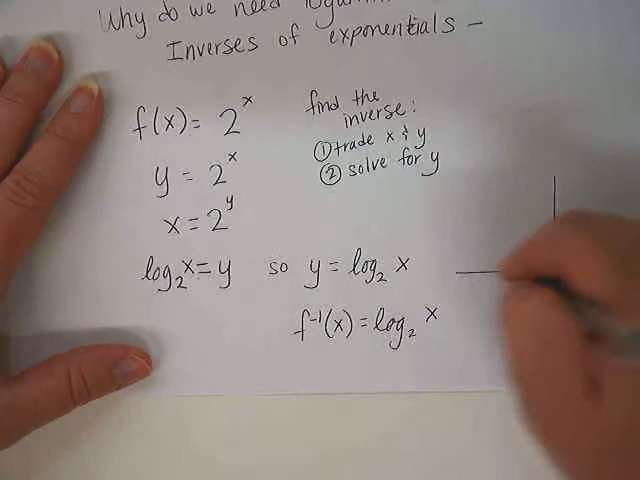 Why do we need logarithms
Inverses of exponentials –
f(x) = 2^x
y = 2^x
x = 2^y
log₂x = y so y = log₂ x
f⁻¹(x) = log₂ x
find the
inverse:
① trade x & y
② solve for y